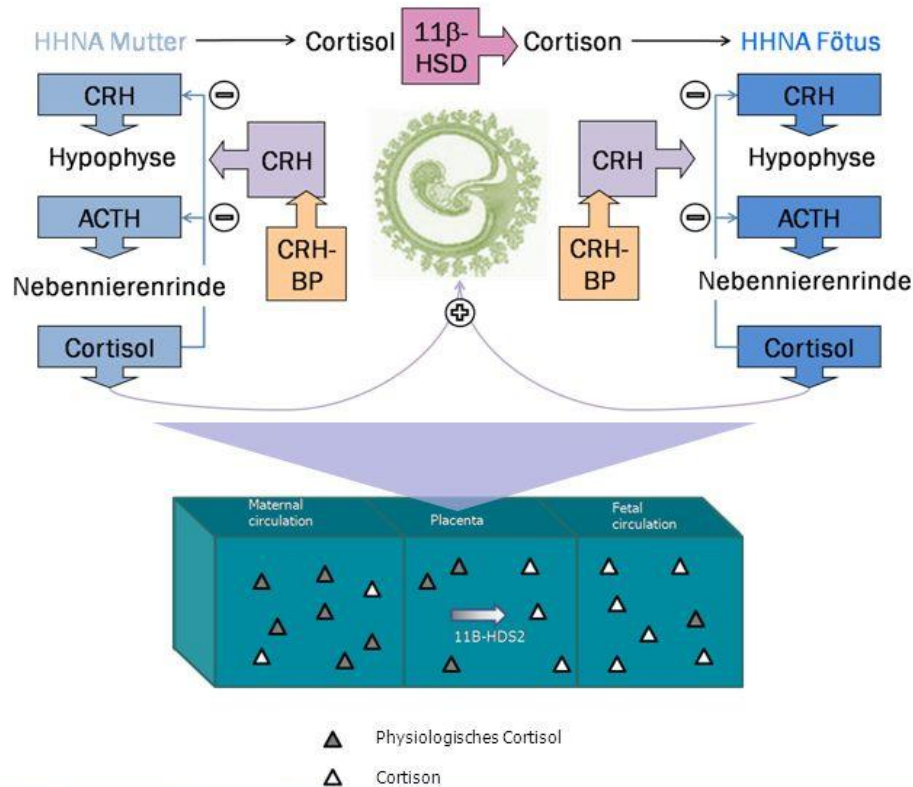 HHNA Mutter
Cortisol
11β-
HSD
Cortison
HHNA Fötus
CRH
Hypophyse
ACTH
Nebennierenrinde
Cortisol
CRH
CRH-
BP
CRH
CRH-
BP
CRH
Hypophyse
ACTH
Nebennierenrinde
Cortisol
Maternal
circulation
Placenta
Fetal
circulation
11B-HDS2
Physiologisches Cortisol
Cortison